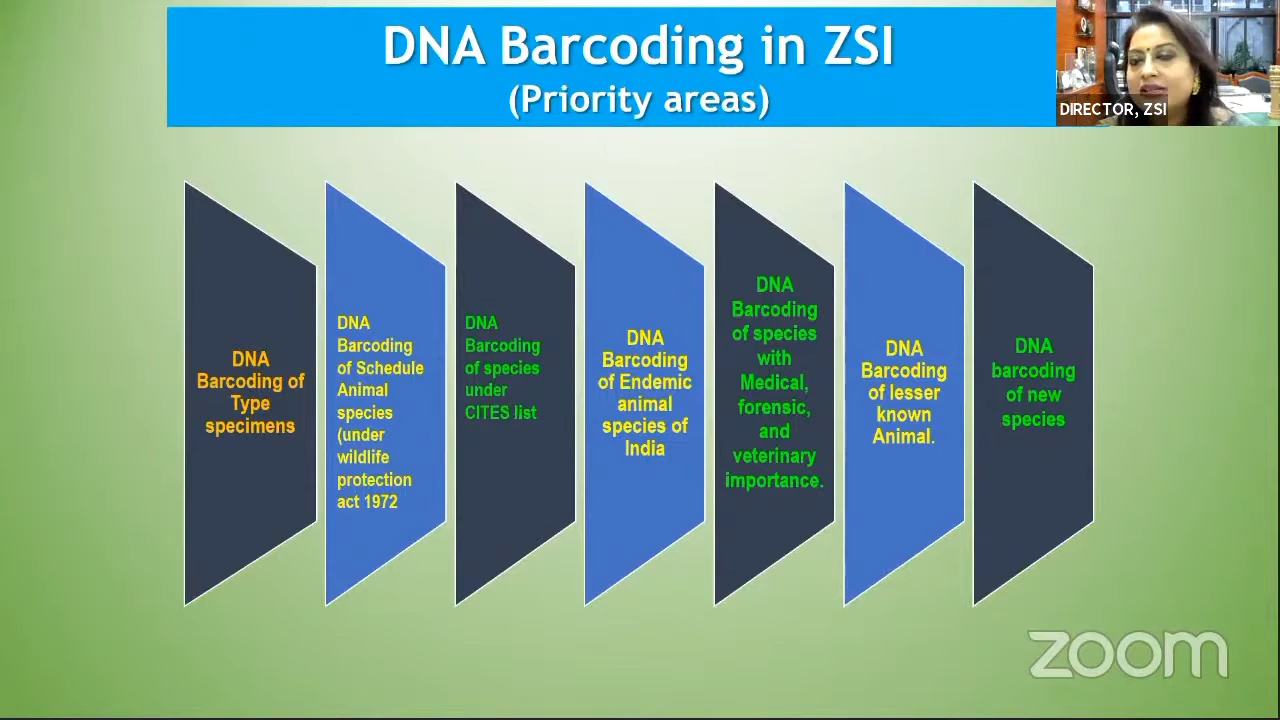 DNA Barcoding in ZSI
(Priority areas)
DIRECTOR, ZSI
DNA
Barcoding of
Type
specimens
DNA
Barcoding
of Schedule
Animal
species
(under
wildlife
protection
act 1972
DNA
Barcoding
of species
under
CITES list
DNA
Barcoding
of Endemic
animal
species of
India
DNA
Barcoding
of species
with
Medical,
forensic,
and
veterinary
importance.
DNA
Barcoding
of lesser
known
Animal.
DNA
barcoding
of new
species
zoom